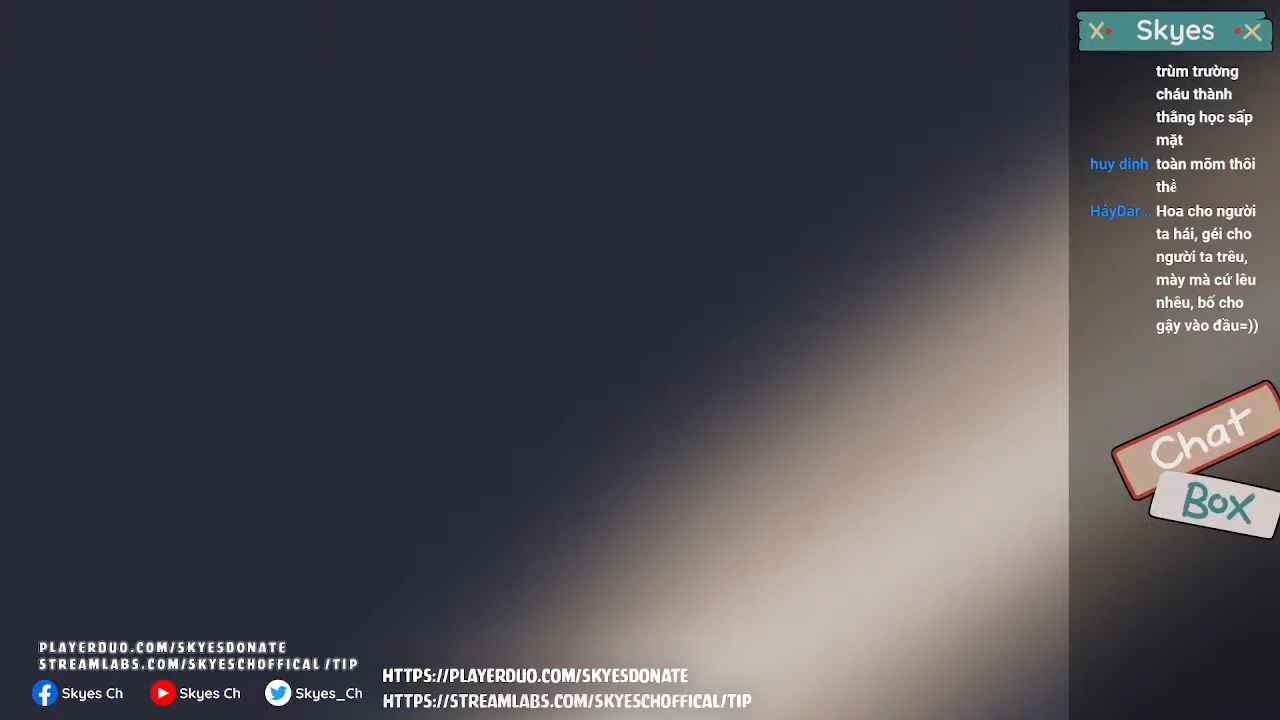 Skyes
trùm trường
cháu thành
thằng học sấp
mặt
huy dinh toàn mõm thôi
thề
HáyDar... Hoa cho người
ta hái, géi cho
người ta trêu,
mày mà cứ lêu
nhêu, bố cho
gậy vào đầu=))
Chat
Box
PLAYERDUO.COM/SKYESDONATE
STREAMLABS.COM/SKYESCHOFFICAL /TIP
Skyes Ch Skyes Ch Skyes_Ch
HTTPS://PLAYERDUO.COM/SKYESDONATE
HTTPS://STREAMLABS.COM/SKYESCHOFFICAL/TIP